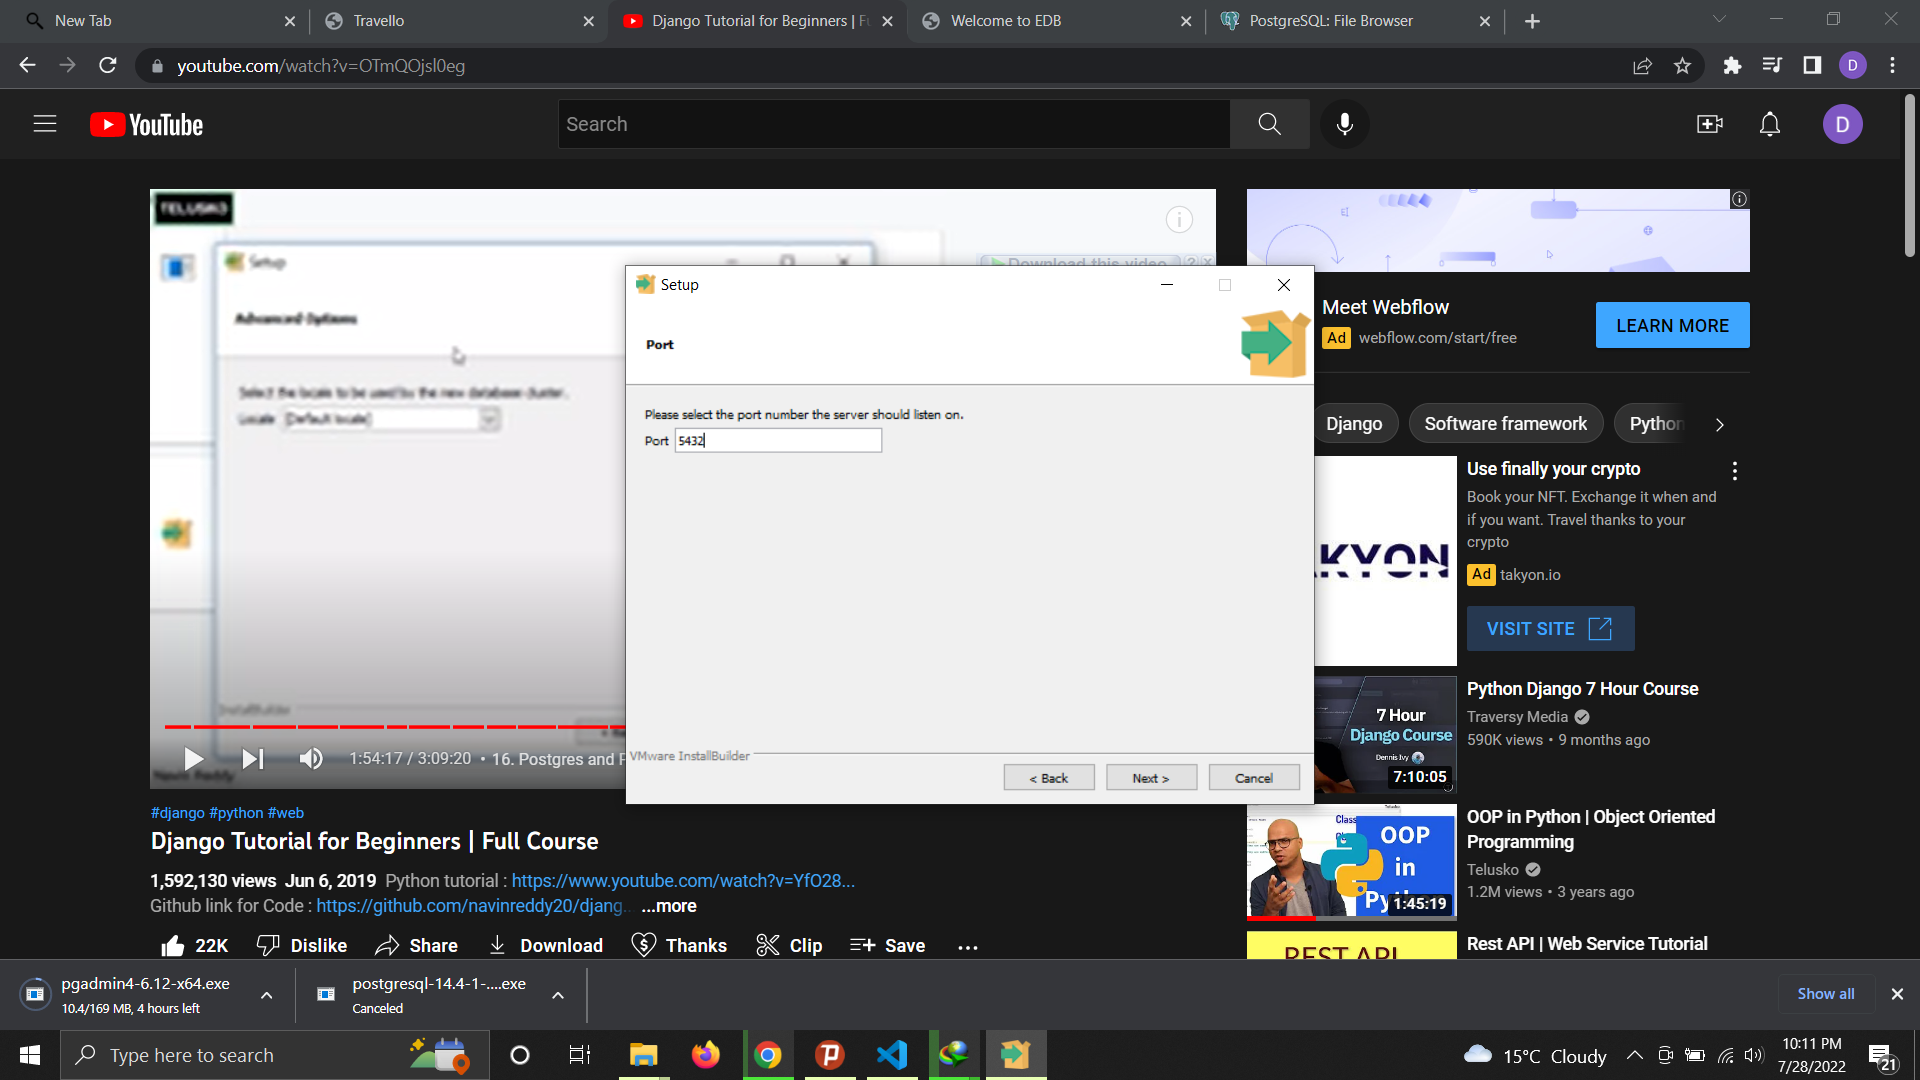 New Tab
Travello
Django Tutorial for Beginners | Fu
Welcome to EDB
PostgreSQL: File Browser
youtube.com/watch?v=OTmQOjsl0eg
D
YouTube
Search
D
TELUSKO
Setup
Advanced Options
Select the locale to be used by the new database cluster.
Locale [Default locale]
InstallBuilder
Download this video
Setup
Port
Please select the port number the server should listen on.
Port 5432
VMware InstallBuilder
< Back
Next >
Cancel
1:54:17 / 3:09:20 • 16. Postgres and
Navin Reddy
#django #python #web
Django Tutorial for Beginners | Full Course
1,592,130 views Jun 6, 2019 Python tutorial : https://www.youtube.com/watch?v=YfO28...
Github link for Code : https://github.com/navinreddy20/djang... ...more
22K
Dislike
Share
Download
Thanks
Clip
Save
Meet Webflow
Ad webflow.com/start/free
LEARN MORE
Django
Software framework
Python
KYON
Use finally your crypto
Book your NFT. Exchange it when and
if you want. Travel thanks to your
crypto
Ad takyon.io
VISIT SITE
7 Hour
Django Course
Dennis Ivy
7:10:05
Python Django 7 Hour Course
Traversy Media
590K views • 9 months ago
Telusko
Class
OOP
in
Py
1:45:19
OOP in Python | Object Oriented
Programming
Telusko
1.2M views • 3 years ago
REST API
Rest API | Web Service Tutorial
pgadmin4-6.12-x64.exe
10.4/169 MB, 4 hours left
postgresql-14.4-1-....exe
Canceled
Show all
Type here to search
15°C Cloudy
10:11 PM
7/28/2022
21